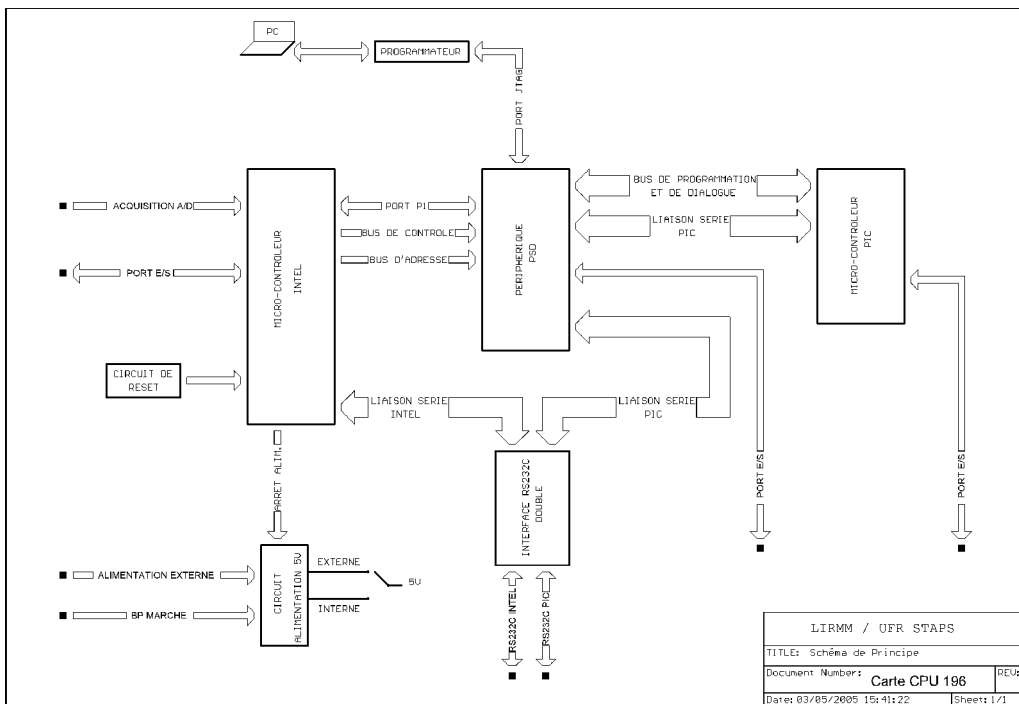 PC
PROGRAMMATEUR
PORT JTAG
ACQUISITION A/D
PORT E/S
CIRCUIT DE
RESET
MICRO-CONTROLEUR
INTEL
PORT P1
BUS DE CONTROLE
BUS D'ADRESSE
PERIPHERIQUE
PSD
BUS DE PROGRAMMATION
ET DE DIALOGUE
LIAISON SERIE
PIC
MICRO-CONTROLEUR
PIC
LIAISON SERIE
INTEL
LIAISON SERIE
PIC
ARRET ALIM.
INTERFACE RS232C
DOUBLE
PORT E/S
PORT E/S
ALIMENTATION EXTERNE
BP MARCHE
CIRCUIT
ALIMENTATION 5V
EXTERNE
5V
INTERNE
RS232C INTEL
RS232C PIC
LIRMM / UFR STAPS
TITLE: Schéma de Principe
Document Number: Carte CPU 196 REV:
Date: 03/05/2005 15:41:22 Sheet: 1/1